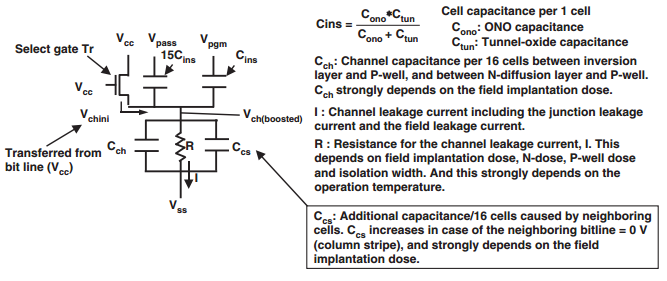 Select gate Tr
Vcc
Vpass
Vpgm
15Cins
Cins
Vcc
Vchini
Vch(boosted)
Transferred from
bit line (Vcc)
Cch
R
Ccs
I
Vss
Cins = Cono*Ctun
Cono + Ctun
Cell capacitance per 1 cell
Cono: ONO capacitance
Ctun: Tunnel-oxide capacitance
Cch: Channel capacitance per 16 cells between inversion
layer and P-well, and between N-diffusion layer and P-well.
Cch strongly depends on the field implantation dose.
I : Channel leakage current including the junction leakage
current and the field leakage current.
R : Resistance for the channel leakage current, I. This
depends on field implantation dose, N-dose, P-well dose
and isolation width. And this strongly depends on the
operation temperature.
Ccs: Additional capacitance/16 cells caused by neighboring
cells. Ccs increases in case of the neighboring bitline = 0 V
(column stripe), and strongly depends on the field
implantation dose.